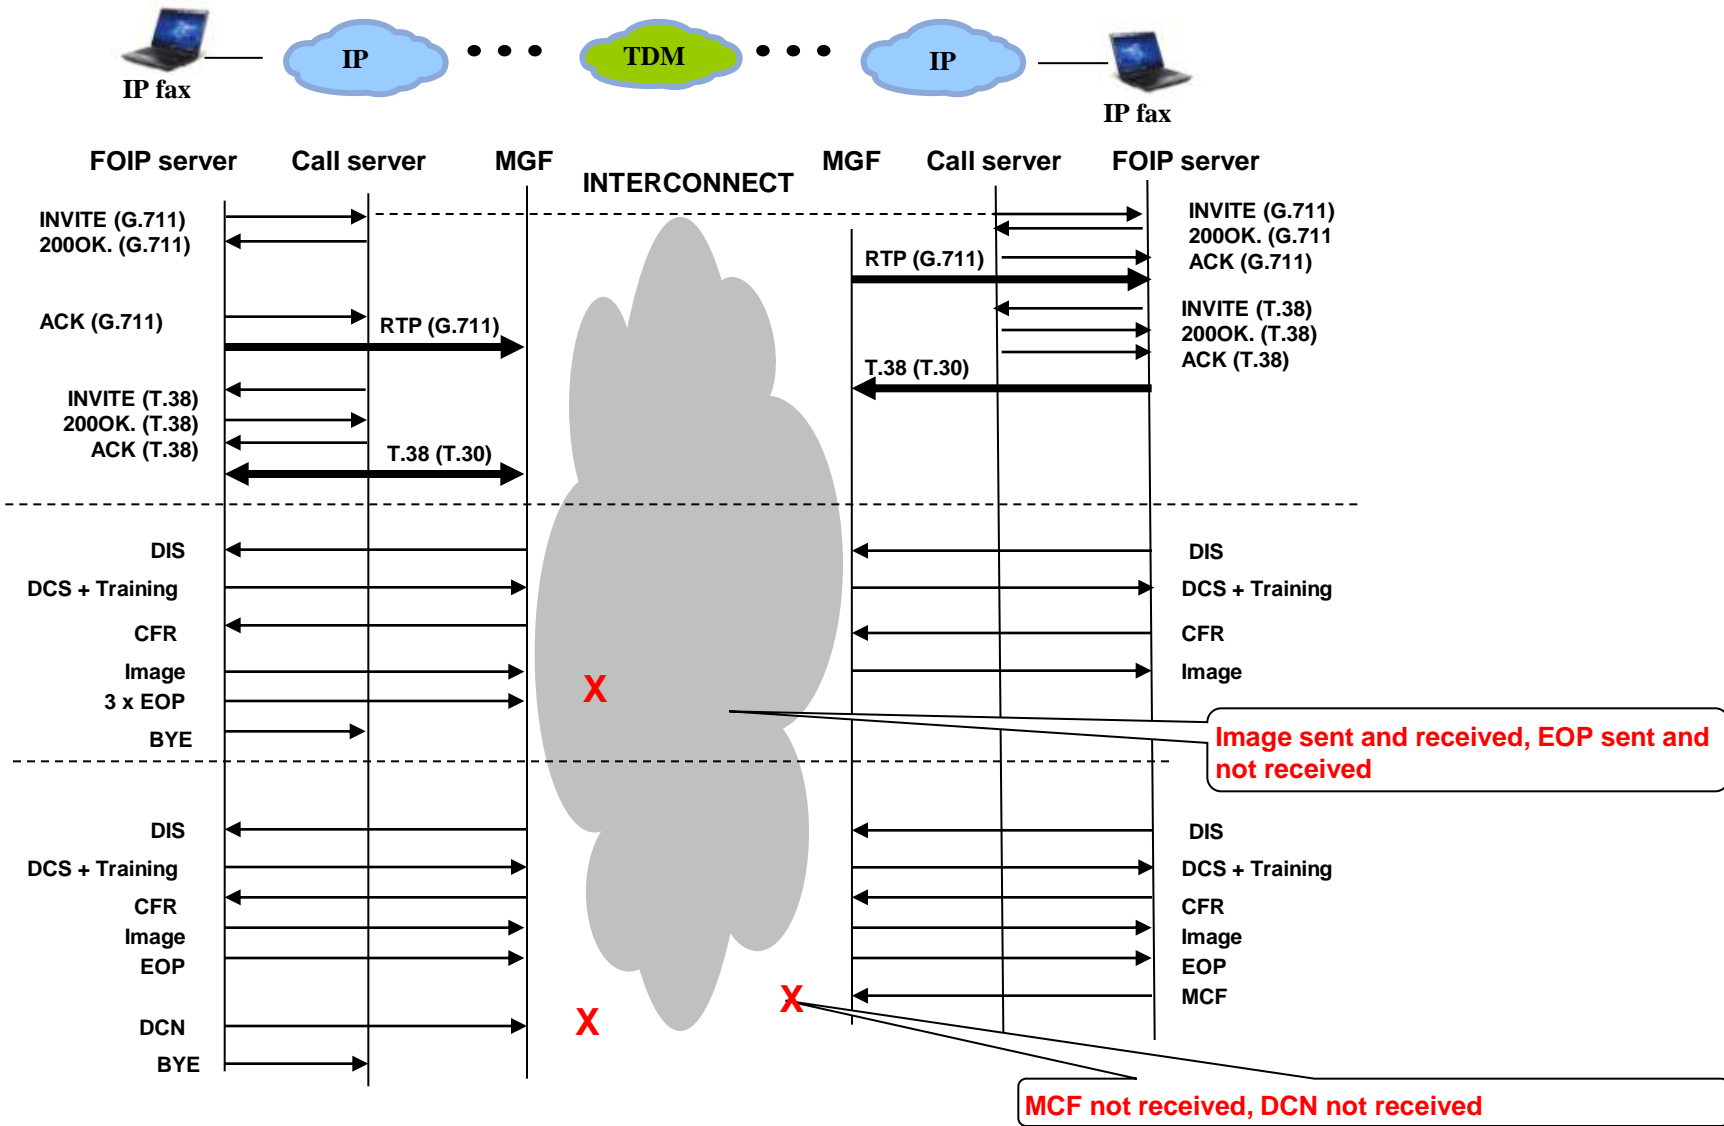 IP
TDM
IP
IP fax
IP fax
FOIP server
Call server
MGF
INTERCONNECT
MGF
Call server
FOIP server
INVITE (G.711)
200OK. (G.711)
ACK (G.711)
RTP (G.711)
INVITE (T.38)
200OK. (T.38)
ACK (T.38)
T.38 (T.30)
RTP (G.711)
T.38 (T.30)
INVITE (G.711)
200OK. (G.711
ACK (G.711)
INVITE (T.38)
200OK. (T.38)
ACK (T.38)
DIS
DCS + Training
CFR
Image
3 x EOP
BYE
X
DIS
DCS + Training
CFR
Image
Image sent and received, EOP sent and
not received
DIS
DCS + Training
CFR
Image
EOP
DCN
BYE
X
X
DIS
DCS + Training
CFR
Image
EOP
MCF
MCF not received, DCN not received